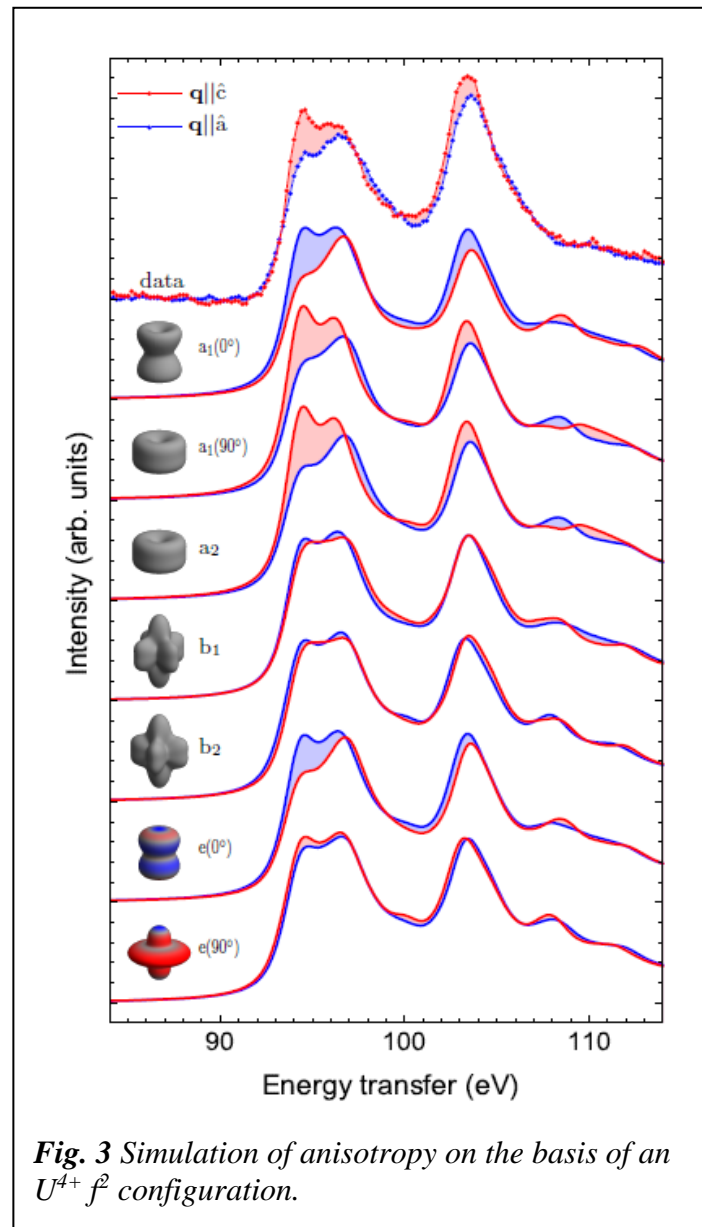 q||ĉ
q||â
data
a₁(0°)
a₁(90°)
a₂
b₁
b₂
e(0°)
e(90°)
Intensity (arb. units)
90 100 110
Energy transfer (eV)
Fig. 3 Simulation of anisotropy on the basis of an
U⁴⁺ f² configuration.